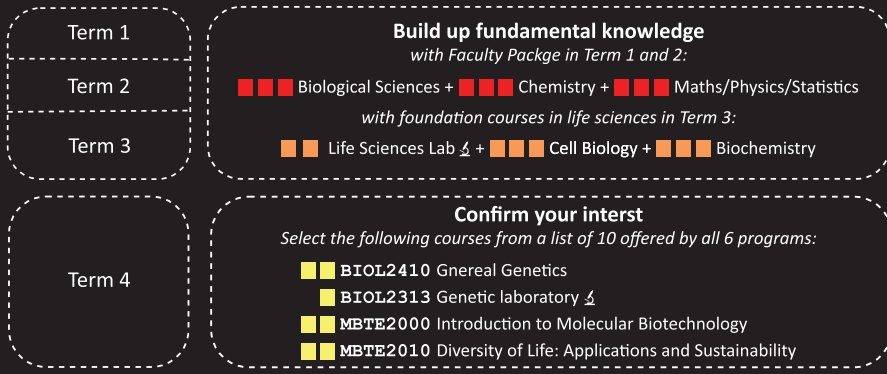 Term 1
Term 2
Term 3
Build up fundamental knowledge
with Faculty Packge in Term 1 and 2:
Biological Sciences + Chemistry + Maths/Physics/Statistics
with foundation courses in life sciences in Term 3:
Life Sciences Lab + Cell Biology + Biochemistry
Term 4
Confirm your interst
Select the following courses from a list of 10 offered by all 6 programs:
BIOL2410 Gnereal Genetics
BIOL2313 Genetic laboratory
MBTE2000 Introduction to Molecular Biotechnology
MBTE2010 Diversity of Life: Applications and Sustainability